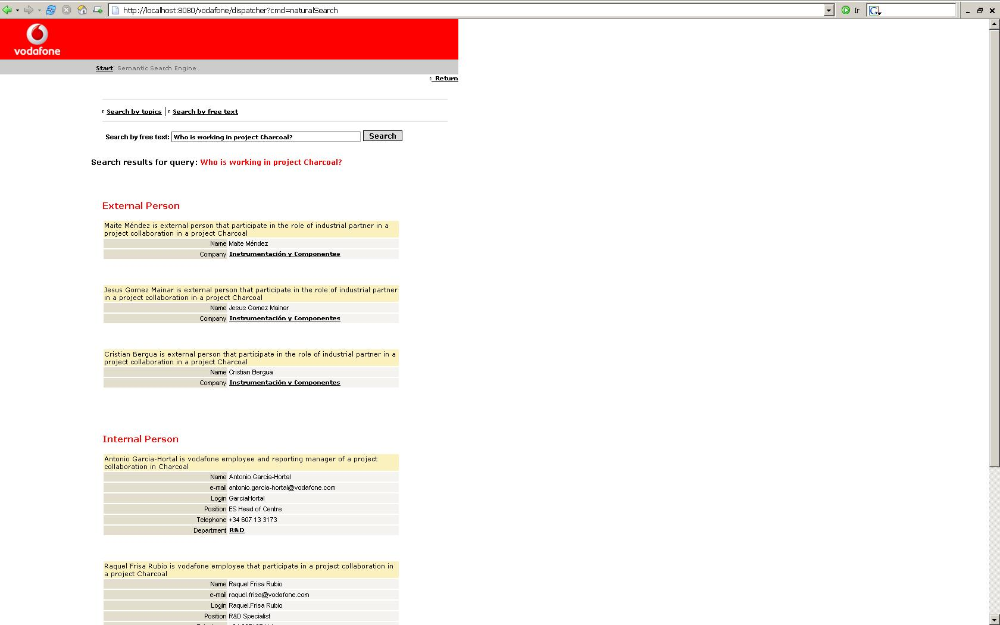 http://localhost:8080/vodafone/dispatcher?cmd=naturalSearch Ir
vodafone
Start: Semantic Search Engine
Return
Search by topics Search by free text
Search by free text: Who is working in project Charcoal? Search
Search results for query: Who is working in project Charcoal?
External Person
Maite Méndez is external person that participate in the role of industrial partner in a
project collaboration in a project Charcoal
Name Maite Méndez
Company Instrumentación y Componentes
Jesus Gomez Mainar is external person that participate in the role of industrial partner
in a project collaboration in a project Charcoal
Name Jesus Gomez Mainar
Company Instrumentación y Componentes
Cristian Bergua is external person that participate in the role of industrial partner in a
project collaboration in a project Charcoal
Name Cristian Bergua
Company Instrumentación y Componentes
Internal Person
Antonio Garcia-Hortal is vodafone employee and reporting manager of a project
collaboration in Charcoal
Name Antonio Garcia-Hortal
e-mail antonio.garcia-hortal@vodafone.com
Login GarciaHortal
Position ES Head of Centre
Telephone +34 607 13 3173
Department R&D
Raquel Frisa Rubio is vodafone employee that participate in a project collaboration in
a project Charcoal
Name Raquel Frisa Rubio
e-mail raquel.frisa@vodafone.com
Login Raquel.Frisa Rubio
Position R&D Specialist